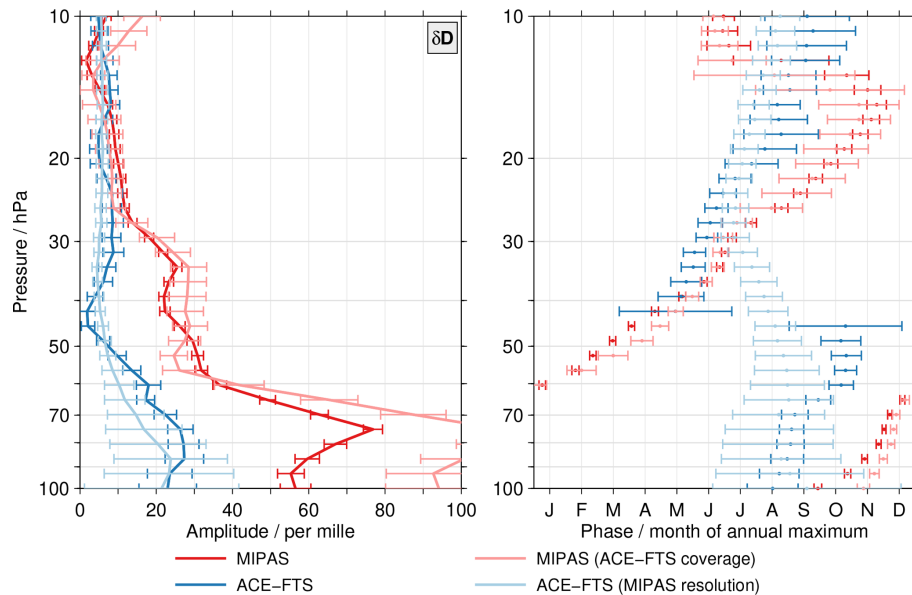 δD
10
20
30
50
70
100
Pressure / hPa
0 20 40 60 80 100
Amplitude / per mille
10
20
30
50
70
100
J F M A M J J A S O N D
Phase / month of annual maximum
MIPAS
MIPAS (ACE−FTS coverage)
ACE−FTS
ACE−FTS (MIPAS resolution)